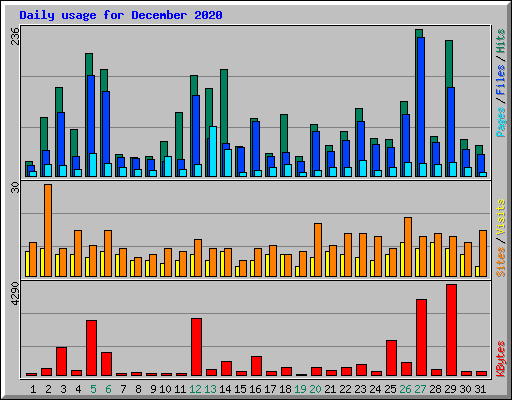 Daily usage for December 2020
236
Pages / Files / Hits
30
Sites / Visits
4290
KBytes
1 2 3 4 5 6 7 8 9 10 11 12 13 14 15 16 17 18 19 20 21 22 23 24 25 26 27 28 29 30 31